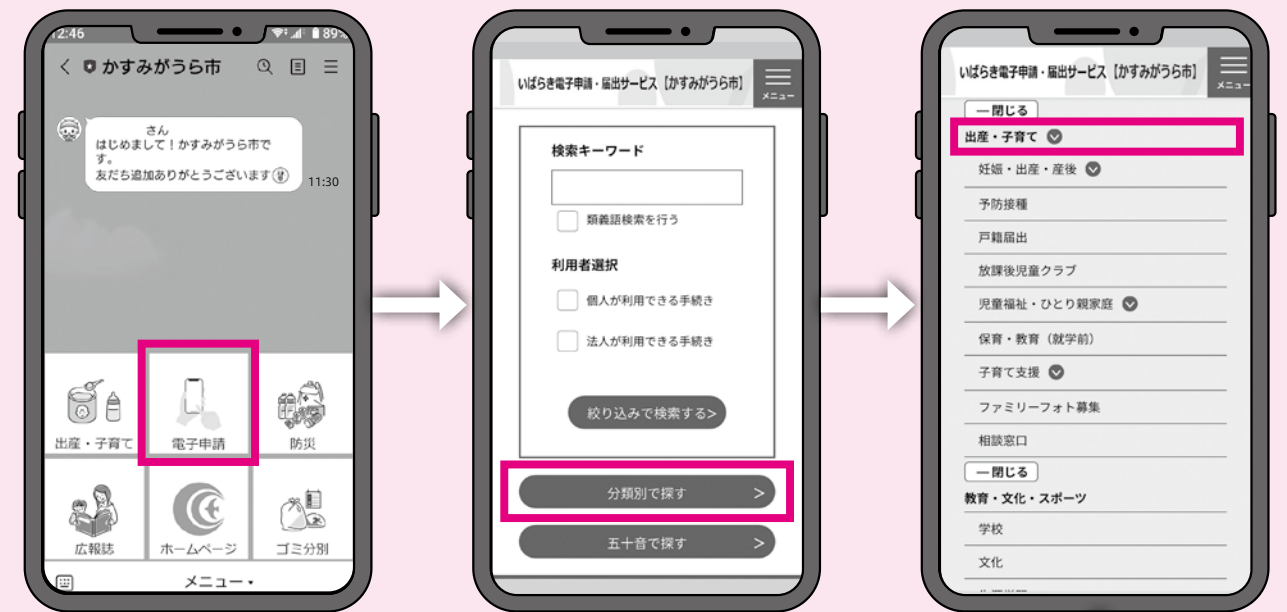 12:46
89%
かすみがうら市
さん
はじめまして！かすみがうら市で
す。
友だち追加ありがとうございます
11:30
出産・子育て
電子申請
防災
広報誌
ホームページ
ゴミ分別
メニュー
いばらき電子申請・届出サービス【かすみがうら市】
メニュー
検索キーワード
類義語検索を行う
利用者選択
個人が利用できる手続き
法人が利用できる手続き
絞り込みで検索する>
分類別で探す >
五十音で探す >
いばらき電子申請・届出サービス【かすみがうら市】
メニュー
―閉じる
出産・子育て
妊娠・出産・産後
予防接種
戸籍届出
放課後児童クラブ
児童福祉・ひとり親家庭
保育・教育（就学前）
子育て支援
ファミリーフォト募集
相談窓口
―閉じる
教育・文化・スポーツ
学校
文化